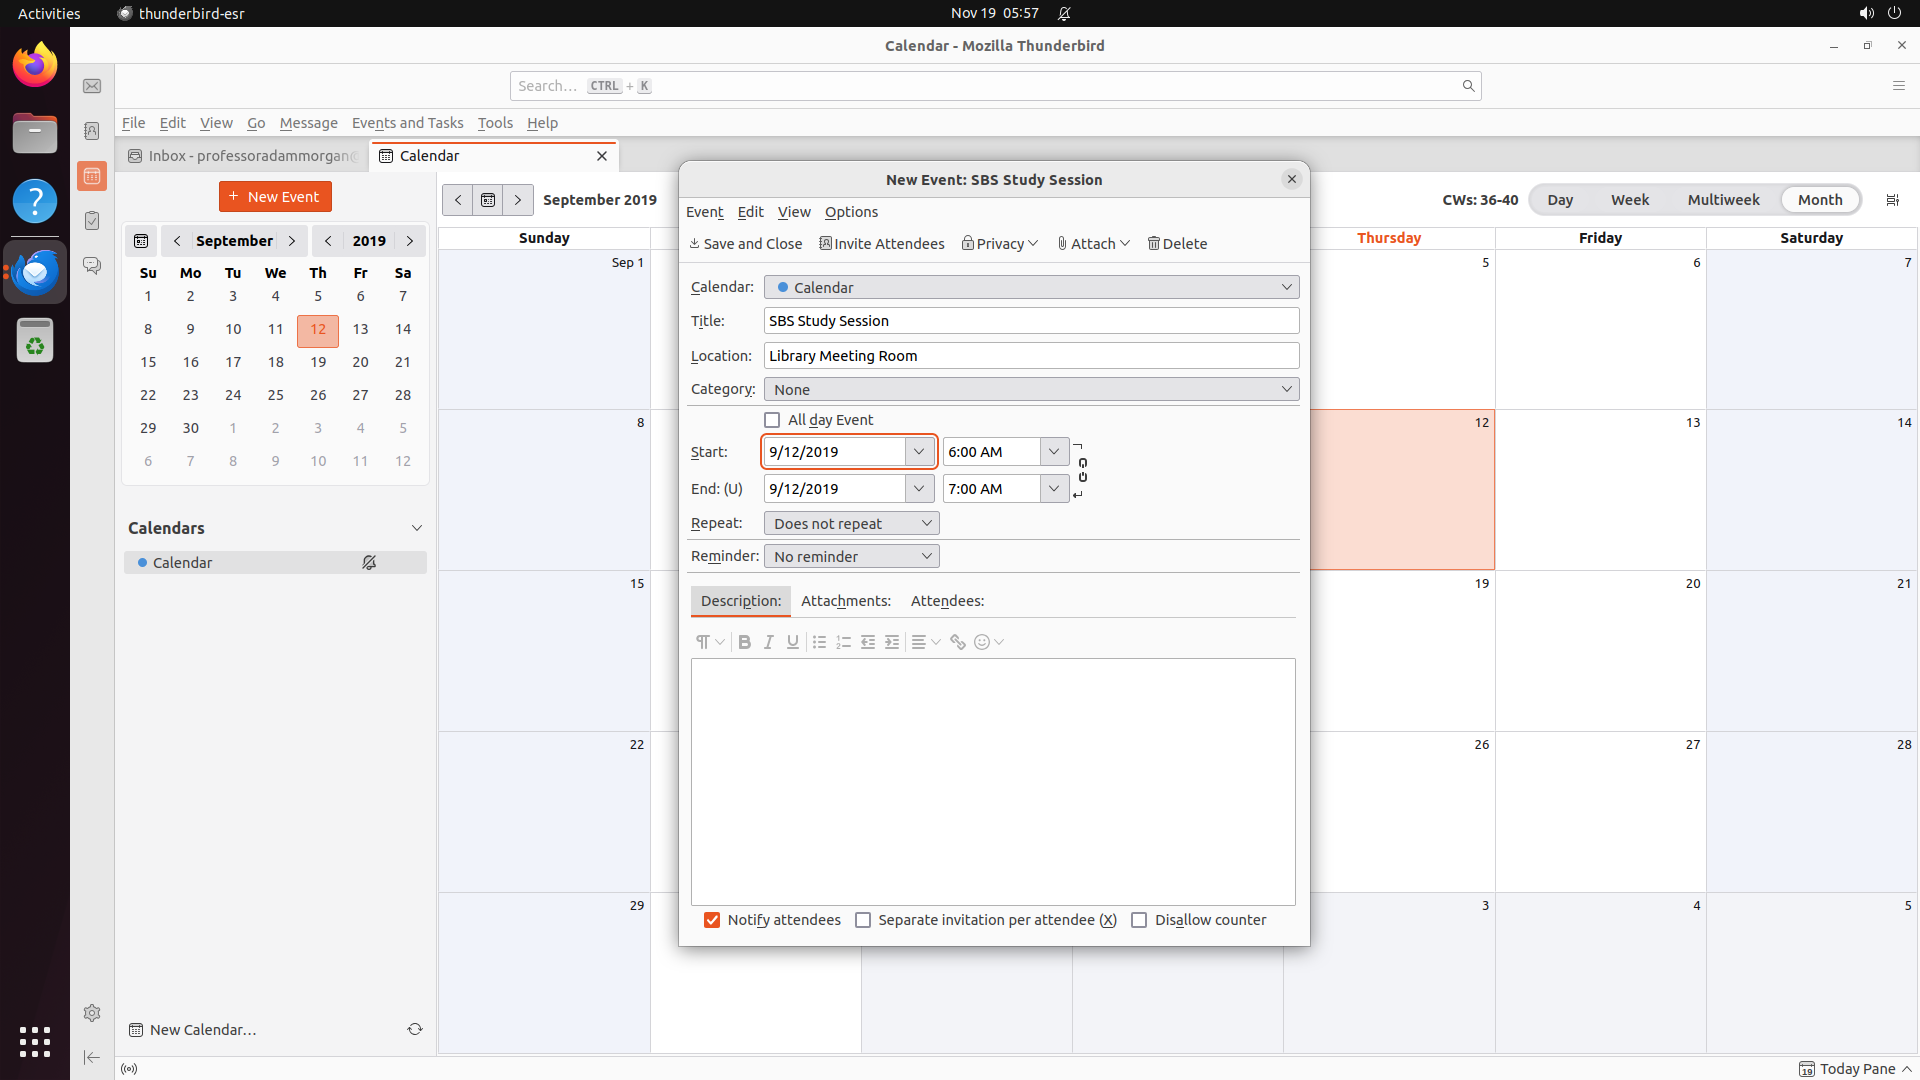 Activities
thunderbird-esr
Nov 19 05:57
Calendar - Mozilla Thunderbird
Search… CTRL + K
File Edit View Go Message Events and Tasks Tools Help
Inbox - professoradammorgan@
Calendar
New Event
September 2019
CWs: 36-40
Day Week Multiweek Month
September 2019
Su Mo Tu We Th Fr Sa
1 2 3 4 5 6 7
8 9 10 11 12 13 14
15 16 17 18 19 20 21
22 23 24 25 26 27 28
29 30 1 2 3 4 5
6 7 8 9 10 11 12
Calendars
Calendar
New Calendar…
Sunday Thursday Friday Saturday
Sep 1 5 6 7
8 12 13 14
15 19 20 21
22 26 27 28
29 3 4 5
New Event: SBS Study Session
Event Edit View Options
Save and Close Invite Attendees Privacy Attach Delete
Calendar: Calendar
Title: SBS Study Session
Location: Library Meeting Room
Category: None
All day Event
Start: 9/12/2019 6:00 AM
End: (U) 9/12/2019 7:00 AM
Repeat: Does not repeat
Reminder: No reminder
Description: Attachments: Attendees:
Notify attendees Separate invitation per attendee (X) Disallow counter
19 Today Pane